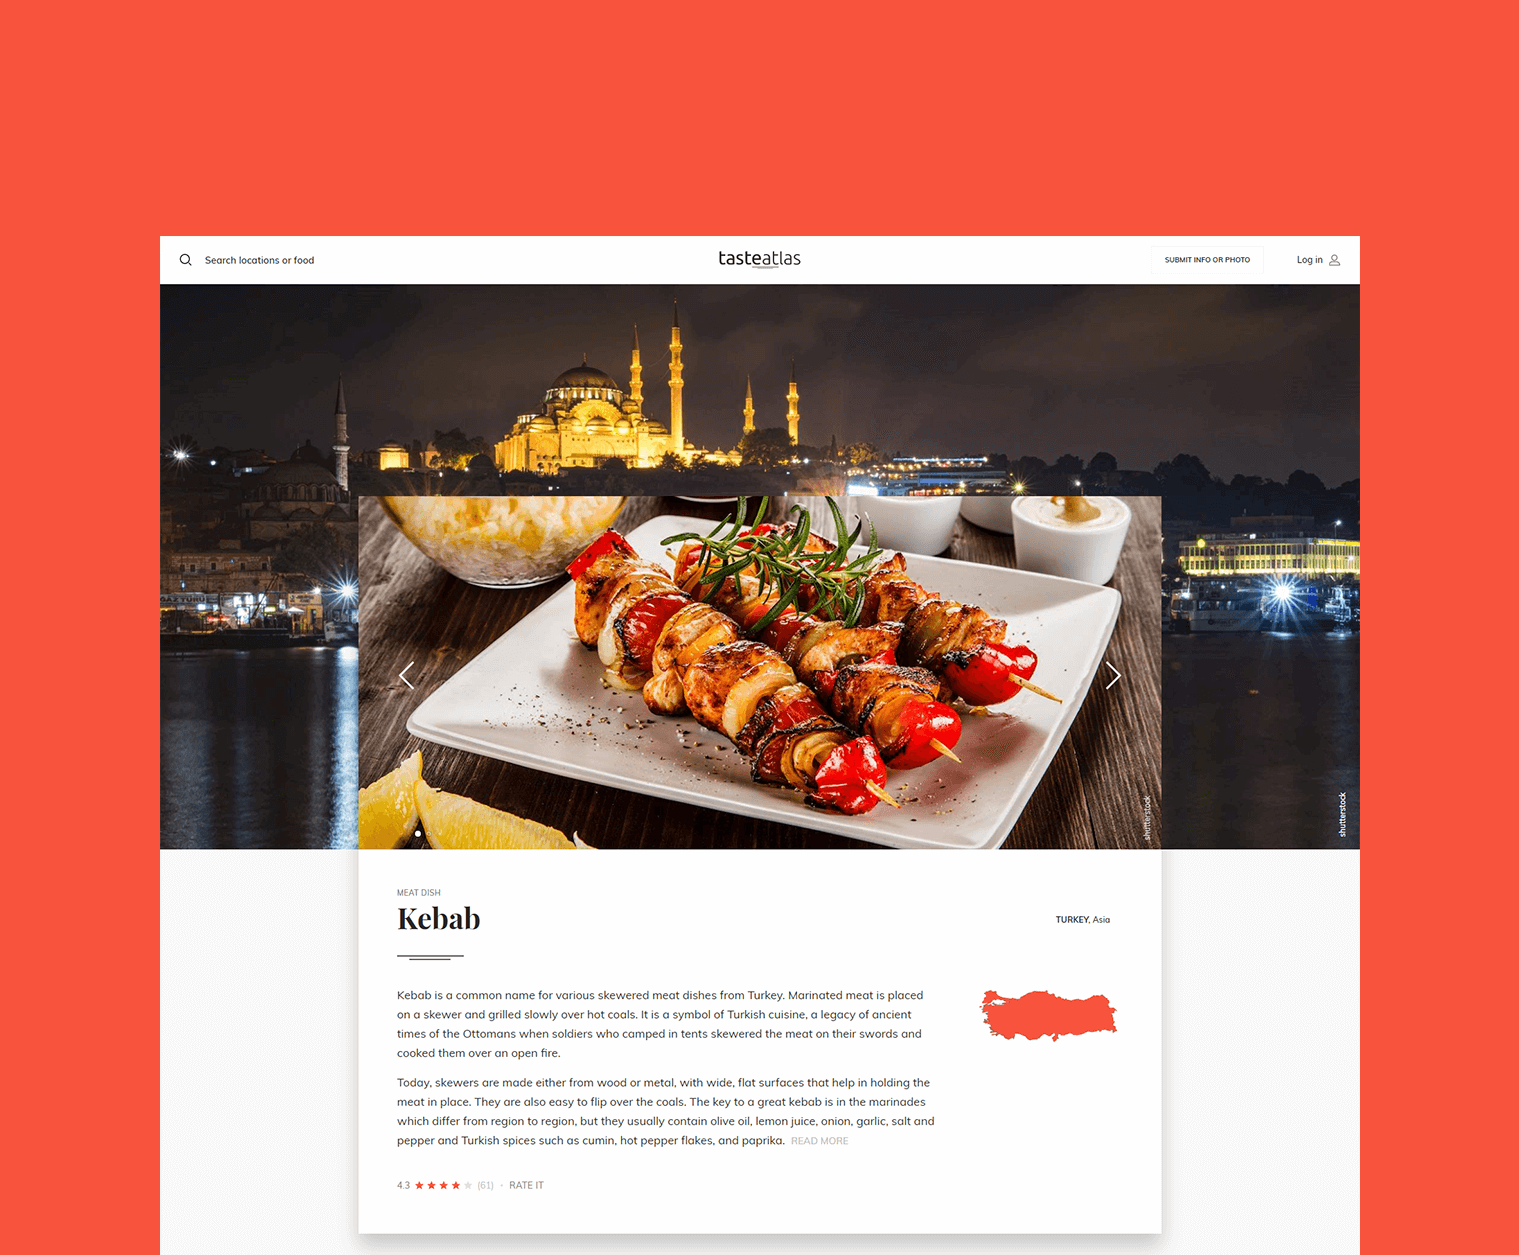 Search locations or food
tasteatlas
SUBMIT INFO OR PHOTO
Log in
shutterstock
shutterstock
MEAT DISH
Kebab
TURKEY, Asia
Kebab is a common name for various skewered meat dishes from Turkey. Marinated meat is placed
on a skewer and grilled slowly over hot coals. It is a symbol of Turkish cuisine, a legacy of ancient
times of the Ottomans when soldiers who camped in tents skewered the meat on their swords and
cooked them over an open fire.
Today, skewers are made either from wood or metal, with wide, flat surfaces that help in holding the
meat in place. They are also easy to flip over the coals. The key to a great kebab is in the marinades
which differ from region to region, but they usually contain olive oil, lemon juice, onion, garlic, salt and
pepper and Turkish spices such as cumin, hot pepper flakes, and paprika. READ MORE
4.3 (61) • RATE IT